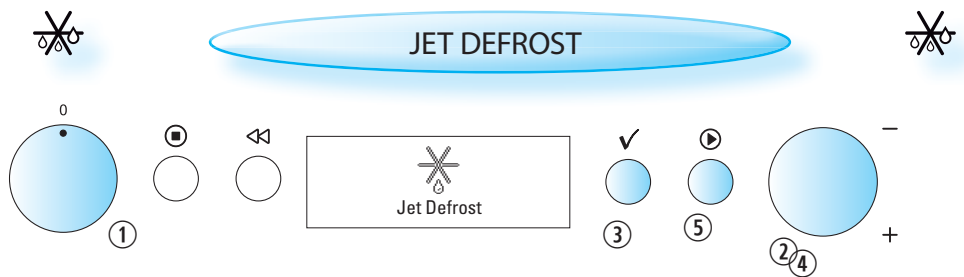 JET DEFROST
0
Jet Defrost
−
+
① ③ ⑤ ② ④